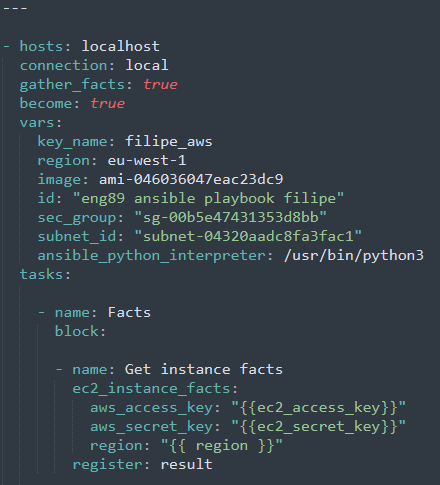 ---
- hosts: localhost
  connection: local
  gather_facts: true
  become: true
  vars:
    key_name: filipe_aws
    region: eu-west-1
    image: ami-046036047eac23dc9
    id: "eng89 ansible playbook filipe"
    sec_group: "sg-00b5e47431353d8bb"
    subnet_id: "subnet-04320aadc8fa3fac1"
    ansible_python_interpreter: /usr/bin/python3
  tasks:
    - name: Facts
      block:
      - name: Get instance facts
        ec2_instance_facts:
          aws_access_key: "{{ec2_access_key}}"
          aws_secret_key: "{{ec2_secret_key}}"
          region: "{{ region }}"
        register: result